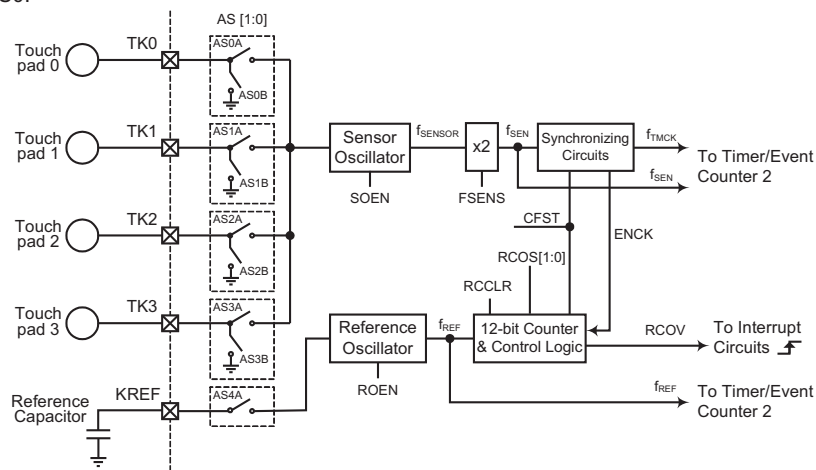 AS [1:0]
Touch
pad 0
TK0
AS0A
AS0B
Touch
pad 1
TK1
AS1A
AS1B
Touch
pad 2
TK2
AS2A
AS2B
Touch
pad 3
TK3
AS3A
AS3B
Reference
Capacitor
KREF
AS4A
Sensor
Oscillator
SOEN
fSENSOR
x2
FSENS
fSEN
Synchronizing
Circuits
fTMCK
fSEN
To Timer/Event
Counter 2
CFST
ENCK
RCOS[1:0]
RCCLR
Reference
Oscillator
ROEN
fREF
12-bit Counter
& Control Logic
RCOV
To Interrupt
Circuits
fREF
To Timer/Event
Counter 2